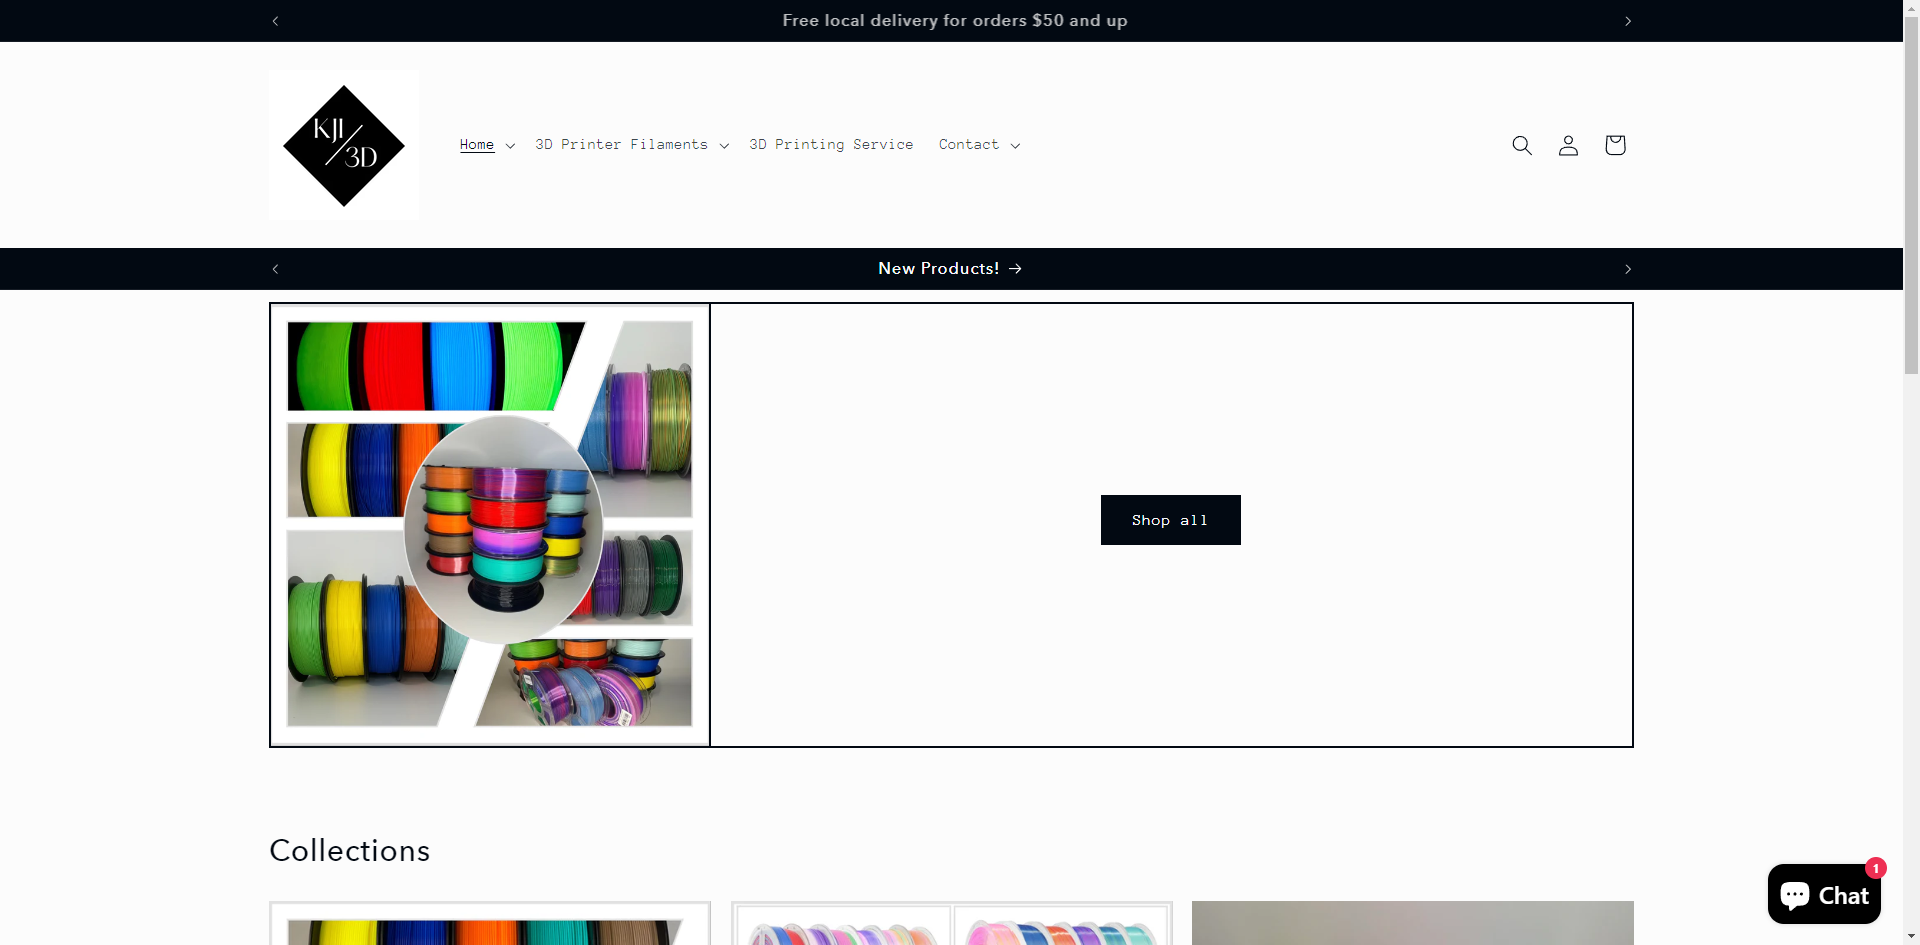 Free local delivery for orders $50 and up
KJI
3D
Home
3D Printer Filaments
3D Printing Service
Contact
New Products!
Shop all
Collections
1
Chat